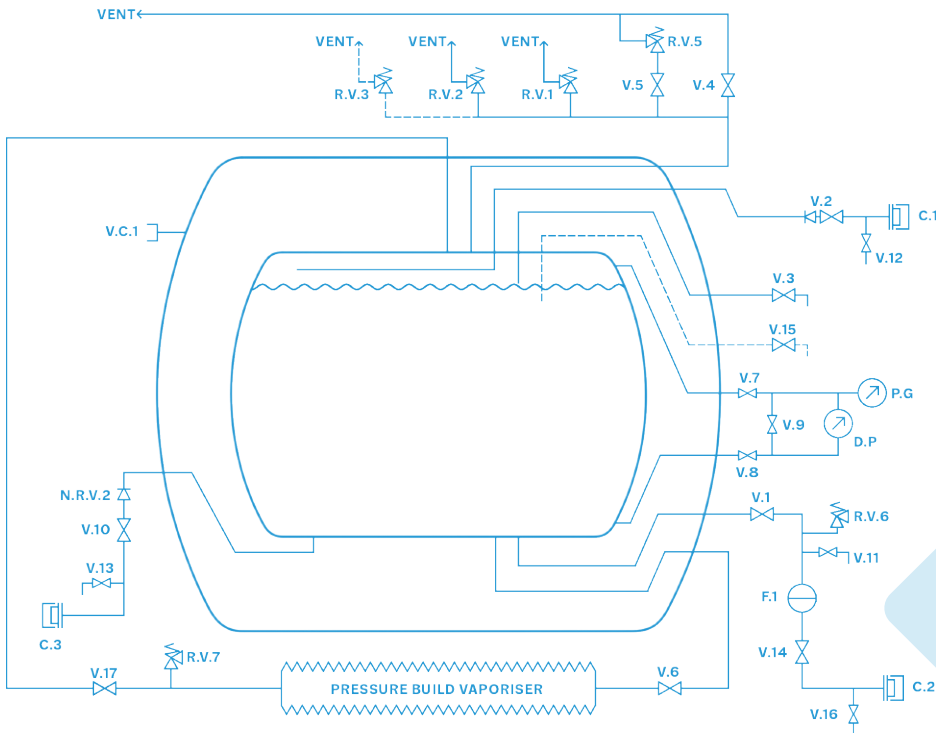 VENT
R.V.5
VENT
VENT
VENT
R.V.3
R.V.2
R.V.1
V.5
V.4
V.2
C.1
V.C.1
V.12
V.3
V.15
V.7
P.G
V.9
D.P
V.8
N.R.V.2
V.1
R.V.6
V.10
V.11
V.13
F.1
C.3
R.V.7
V.14
V.17
PRESSURE BUILD VAPORISER
V.6
C.2
V.16